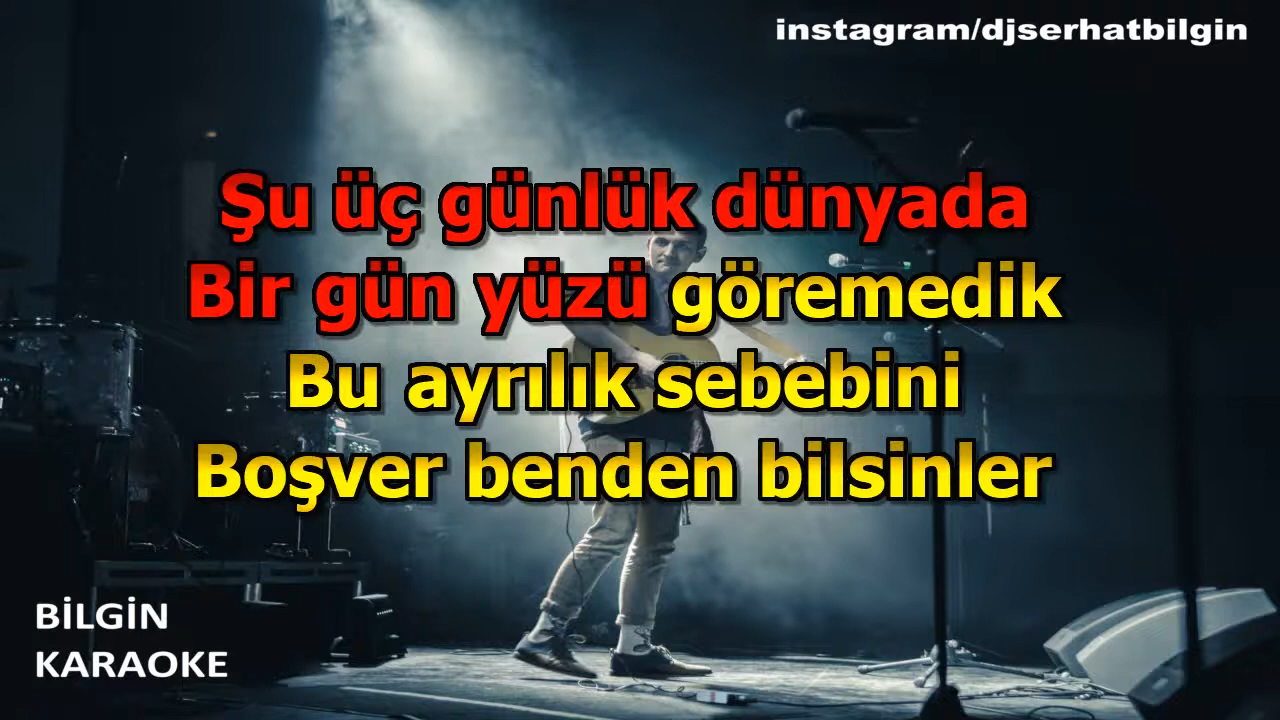 instagram/djserhatbilgin
Şu üç günlük dünyada
Bir gün yüzü göremedik
Bu ayrılık sebebini
Boşver benden bilsinler
BİLGİN
KARAOKE